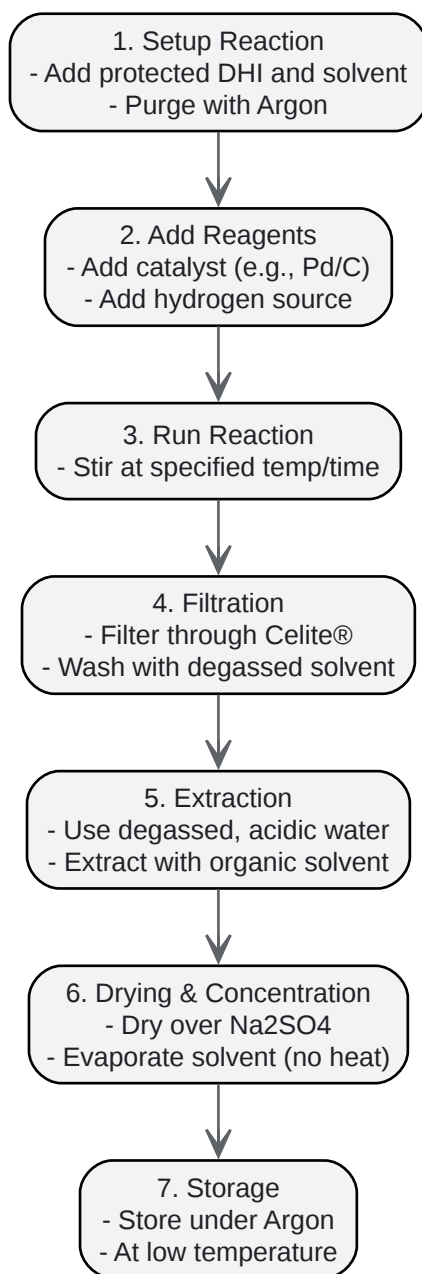 1. Setup Reaction
- Add protected DHI and solvent
- Purge with Argon
2. Add Reagents
- Add catalyst (e.g., Pd/C)
- Add hydrogen source
3. Run Reaction
- Stir at specified temp/time
4. Filtration
- Filter through Celite®
- Wash with degassed solvent
5. Extraction
- Use degassed, acidic water
- Extract with organic solvent
6. Drying & Concentration
- Dry over Na2SO4
- Evaporate solvent (no heat)
7. Storage
- Store under Argon
- At low temperature